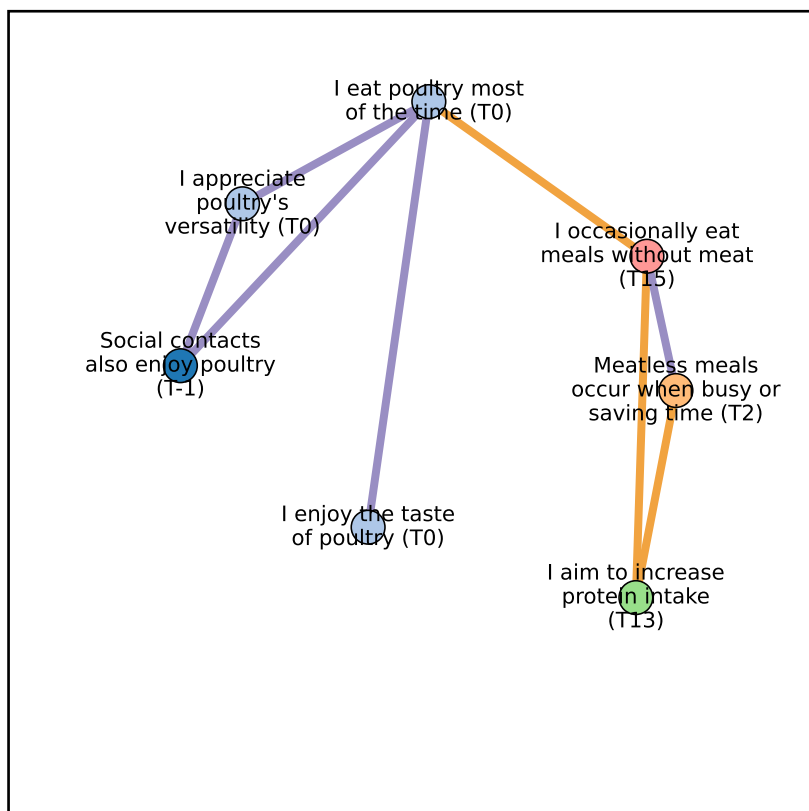 I eat poultry most
of the time (T0)
I appreciate
poultry's
versatility (T0)
I occasionally eat
meals without meat
(T15)
Social contacts
also enjoy poultry
(T-1)
Meatless meals
occur when busy or
saving time (T2)
I enjoy the taste
of poultry (T0)
I aim to increase
protein intake
(T13)